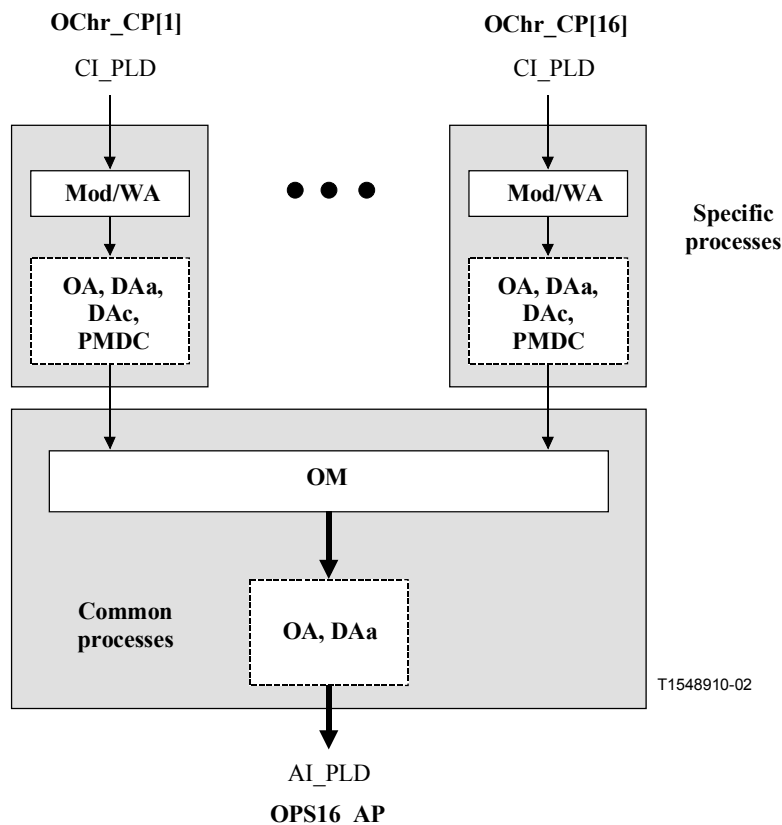 OChr_CP[1]
OChr_CP[16]
CI_PLD
CI_PLD
Mod/WA
Mod/WA
Specific
processes
OA, DAa,
DAc,
PMDC
OA, DAa,
DAc,
PMDC
OM
Common
processes
OA, DAa
T1548910-02
AI_PLD
OPS16_AP